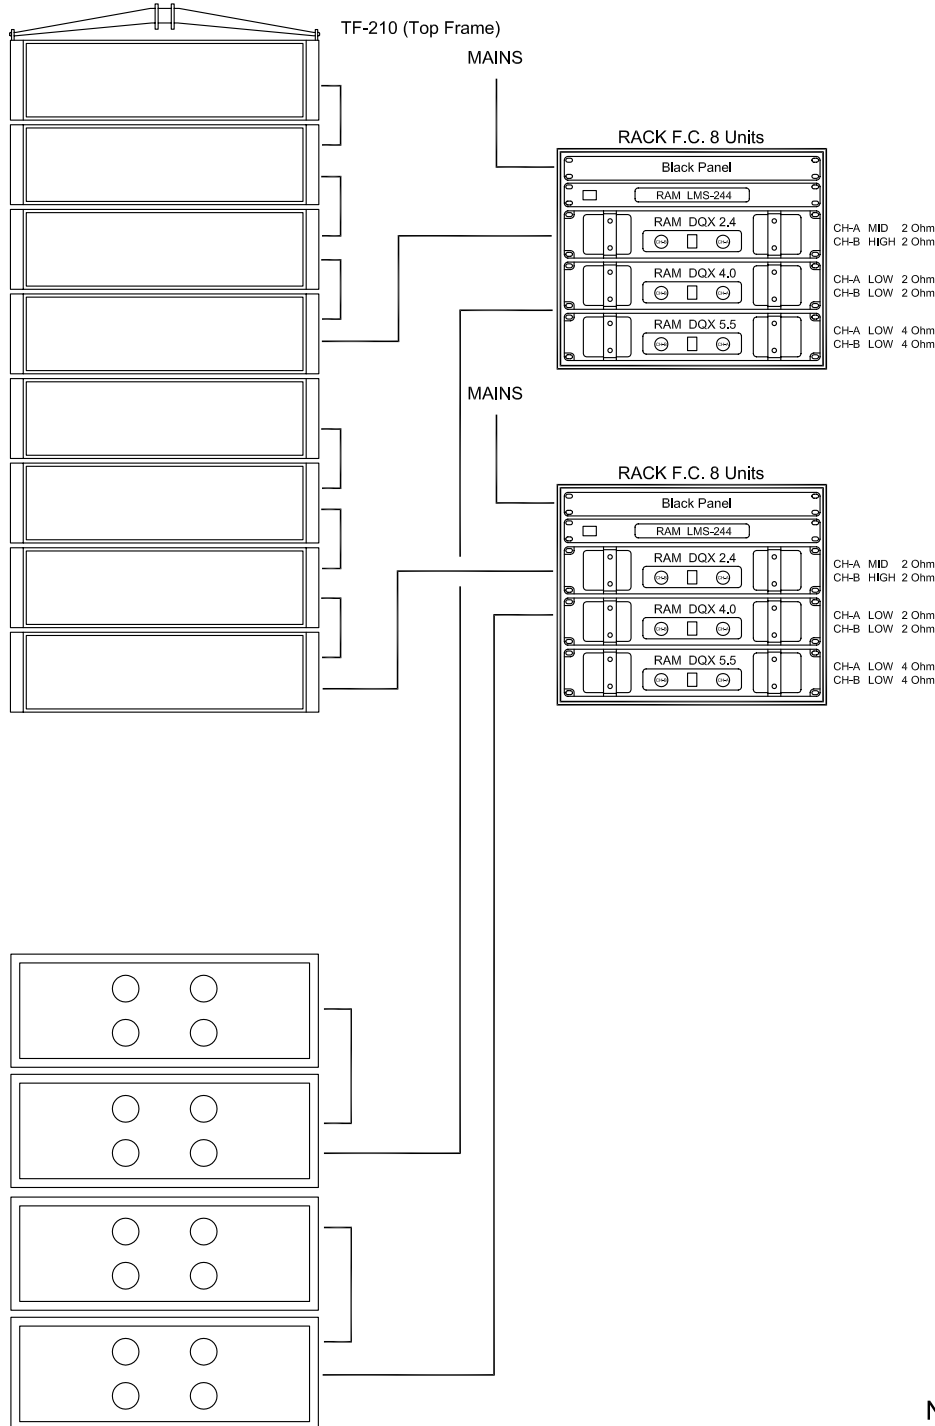 TF-210 (Top Frame)
MAINS
RACK F.C. 8 Units
Black Panel
RAM LMS-244
RAM DQX 2.4
CH-A MID 2 Ohm
CH-B HIGH 2 Ohm
RAM DQX 4.0
CH-A LOW 2 Ohm
CH-B LOW 2 Ohm
RAM DQX 5.5
CH-A LOW 4 Ohm
CH-B LOW 4 Ohm
MAINS
RACK F.C. 8 Units
Black Panel
RAM LMS-244
RAM DQX 2.4
CH-A MID 2 Ohm
CH-B HIGH 2 Ohm
RAM DQX 4.0
CH-A LOW 2 Ohm
CH-B LOW 2 Ohm
RAM DQX 5.5
CH-A LOW 4 Ohm
CH-B LOW 4 Ohm